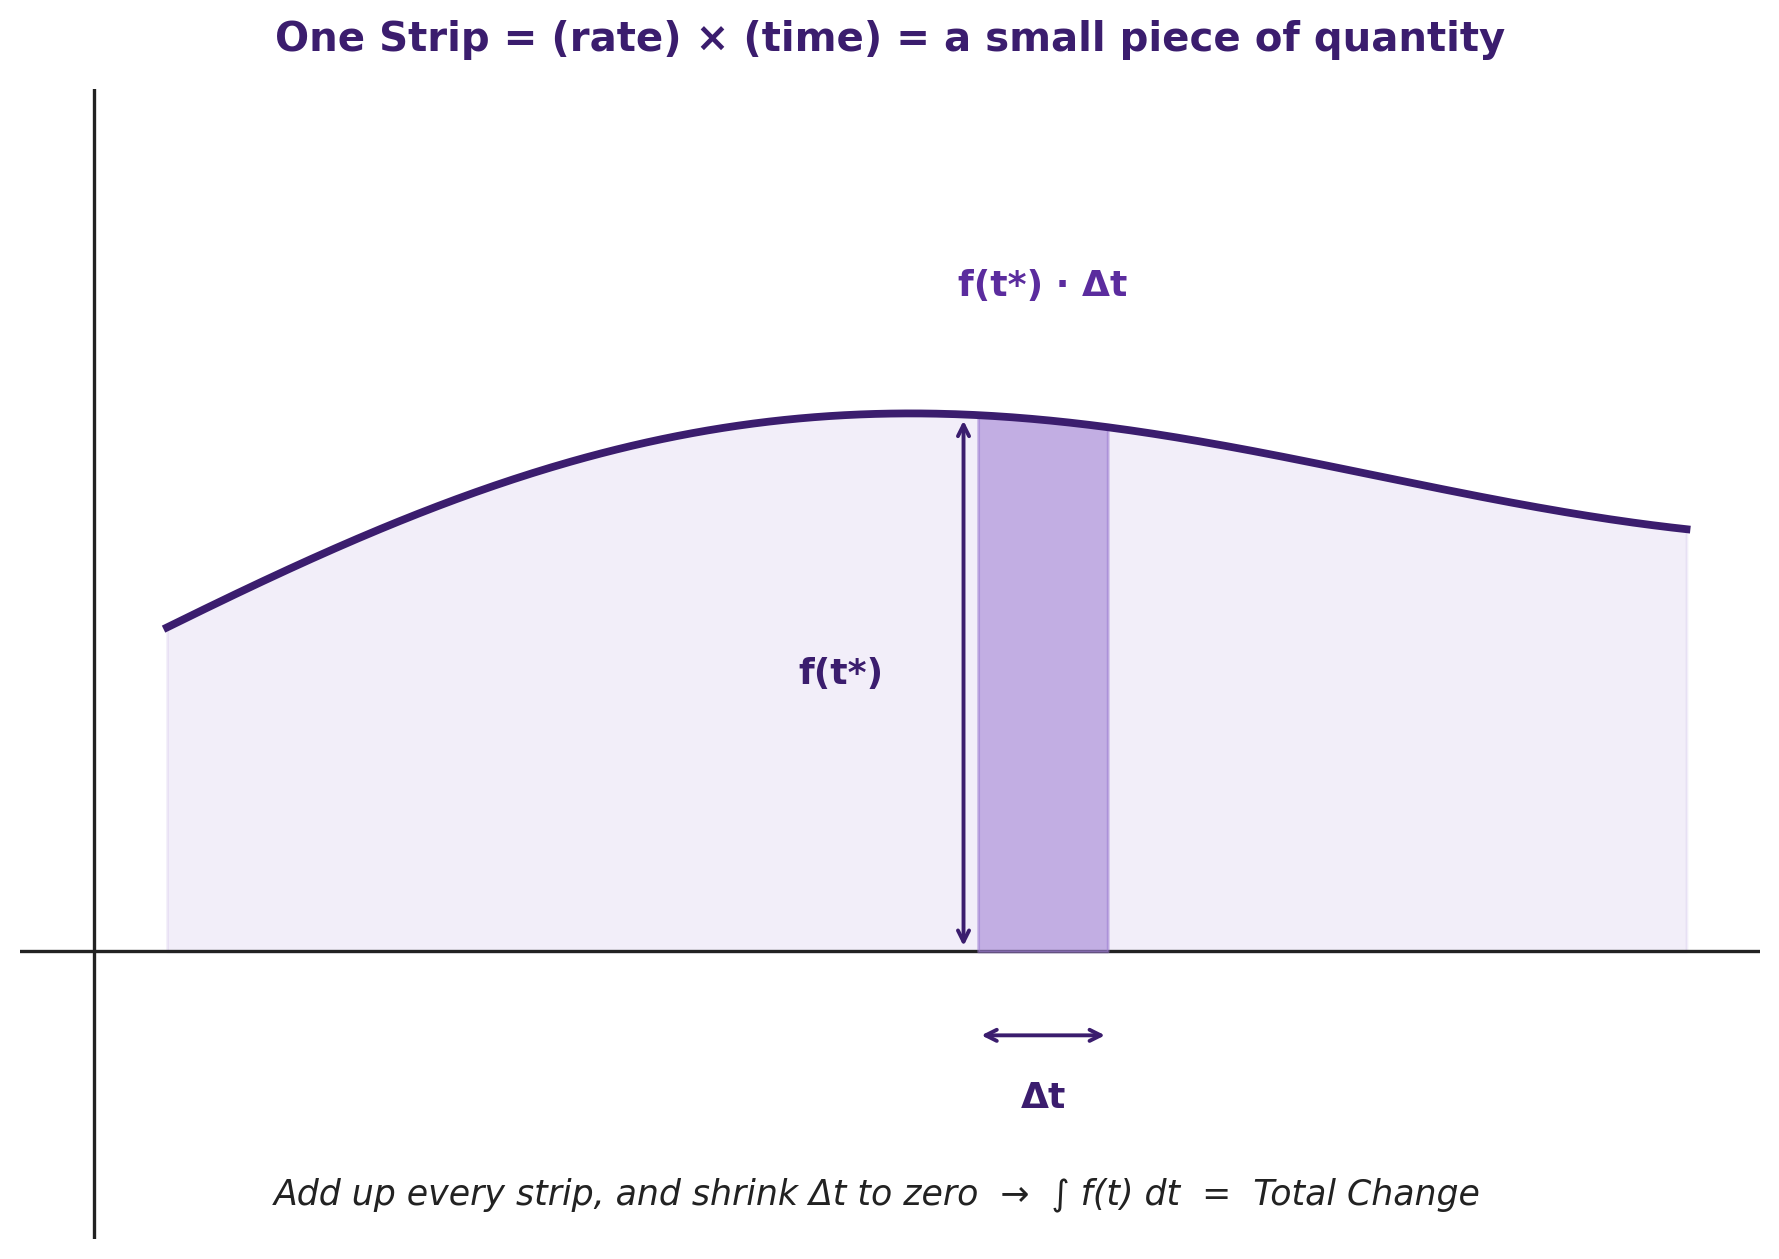 One Strip = (rate) × (time) = a small piece of quantity
f(t*) · Δt
f(t*)
Δt
Add up every strip, and shrink Δt to zero → ∫ f(t) dt = Total Change